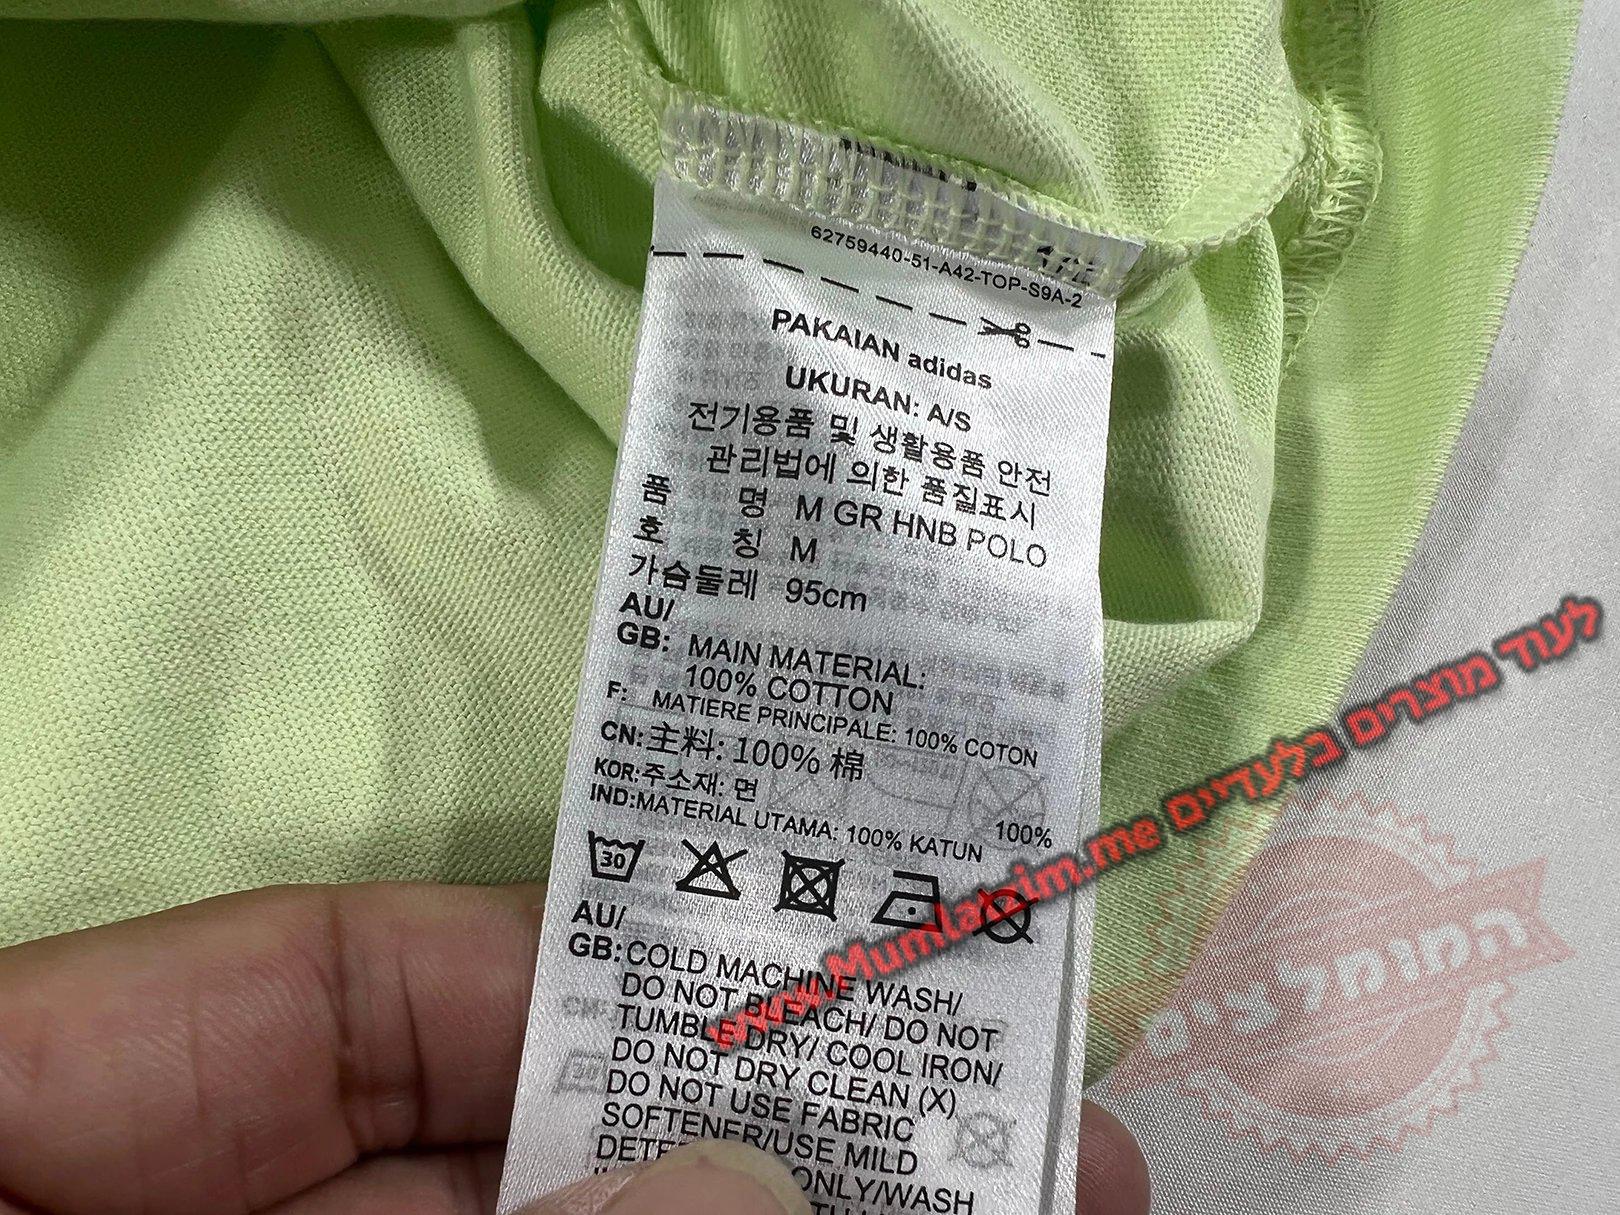 62759440-51-A42-TOP-S9A-2
PAKAIAN adidas
UKURAN: A/S
전기용품 및 생활용품 안전
관리법에 의한 품질표시
품 명 M GR HNB POLO
호 칭 M
가슴둘레 95cm
AU/
GB: MAIN MATERIAL:
100% COTTON
F: MATIERE PRINCIPALE: 100% COTON
CN:主料: 100% 棉
KOR:주소재: 면 100%
IND:MATERIAL UTAMA: 100% KATUN
30
AU/
GB:COLD MACHINE WASH/
DO NOT BLEACH/ DO NOT
TUMBLE DRY/ COOL IRON/
DO NOT DRY CLEAN (X)
DO NOT USE FABRIC
SOFTENER/USE MILD
ONLY/WASH
לעוד מוצרים בלעדיים www.Mumlazim.me
המומלצים